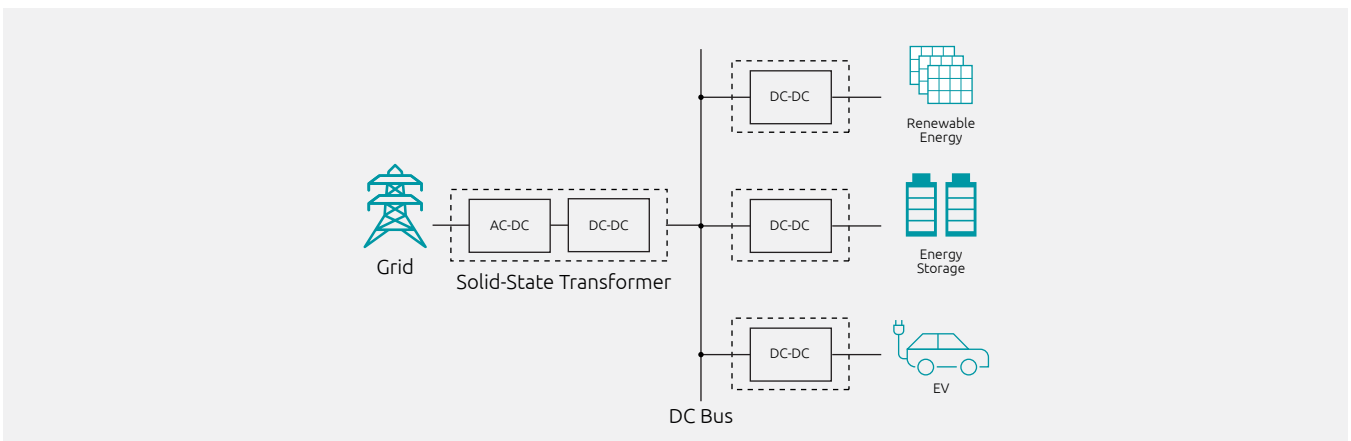 DC-DC
Renewable
Energy
Grid
AC-DC
DC-DC
Solid-State Transformer
DC-DC
Energy
Storage
DC-DC
EV
DC Bus